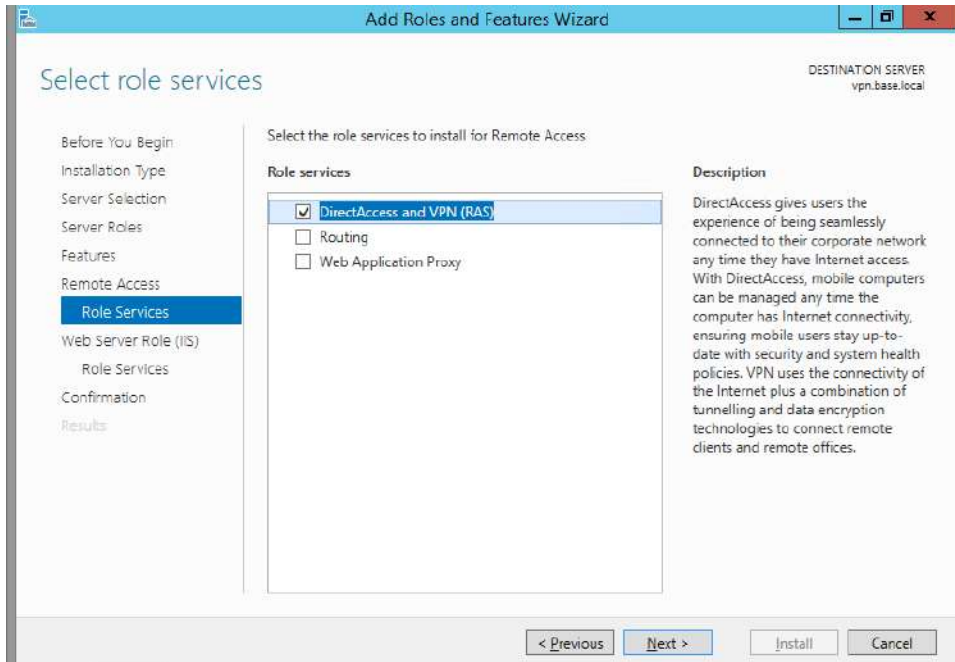 Add Roles and Features Wizard
Select role services
DESTINATION SERVER
vpn.base.local
Before You Begin
Installation Type
Server Selection
Server Roles
Features
Remote Access
Role Services
Web Server Role (IIS)
Role Services
Confirmation
Results
Select the role services to install for Remote Access
Role services
DirectAccess and VPN (RAS)
Routing
Web Application Proxy
Description
DirectAccess gives users the
experience of being seamlessly
connected to their corporate network
any time they have Internet access.
With DirectAccess, mobile computers
can be managed any time the
computer has Internet connectivity,
ensuring mobile users stay up-to-
date with security and system health
policies. VPN uses the connectivity of
the Internet plus a combination of
tunnelling and data encryption
technologies to connect remote
clients and remote offices.
< Previous
Next >
Install
Cancel